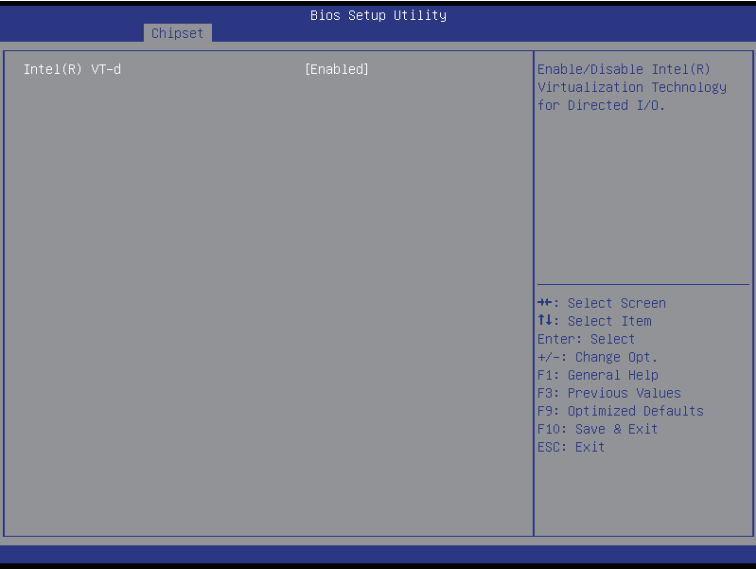 Bios Setup Utility
Chipset
Intel(R) VT-d [Enabled]
Enable/Disable Intel(R)
Virtualization Technology
for Directed I/O.
→←: Select Screen
↑↓: Select Item
Enter: Select
+/-: Change Opt.
F1: General Help
F3: Previous Values
F9: Optimized Defaults
F10: Save & Exit
ESC: Exit